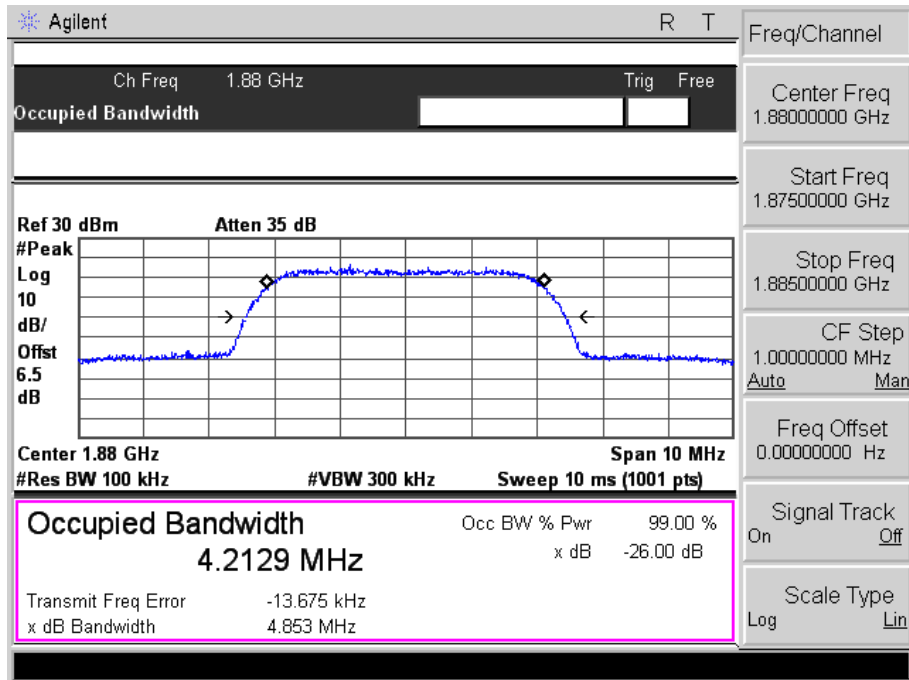 Agilent R T
Ch Freq 1.88 GHz Trig Free
Occupied Bandwidth
Ref 30 dBm Atten 35 dB
#Peak
Log
10
dB/
Offst
6.5
dB
Center 1.88 GHz Span 10 MHz
#Res BW 100 kHz #VBW 300 kHz Sweep 10 ms (1001 pts)
Occupied Bandwidth Occ BW % Pwr 99.00 %
4.2129 MHz x dB -26.00 dB
Transmit Freq Error -13.675 kHz
x dB Bandwidth 4.853 MHz
Freq/Channel
Center Freq
1.88000000 GHz
Start Freq
1.87500000 GHz
Stop Freq
1.88500000 GHz
CF Step
1.00000000 MHz
Auto Man
Freq Offset
0.00000000 Hz
Signal Track
On Off
Scale Type
Log Lin